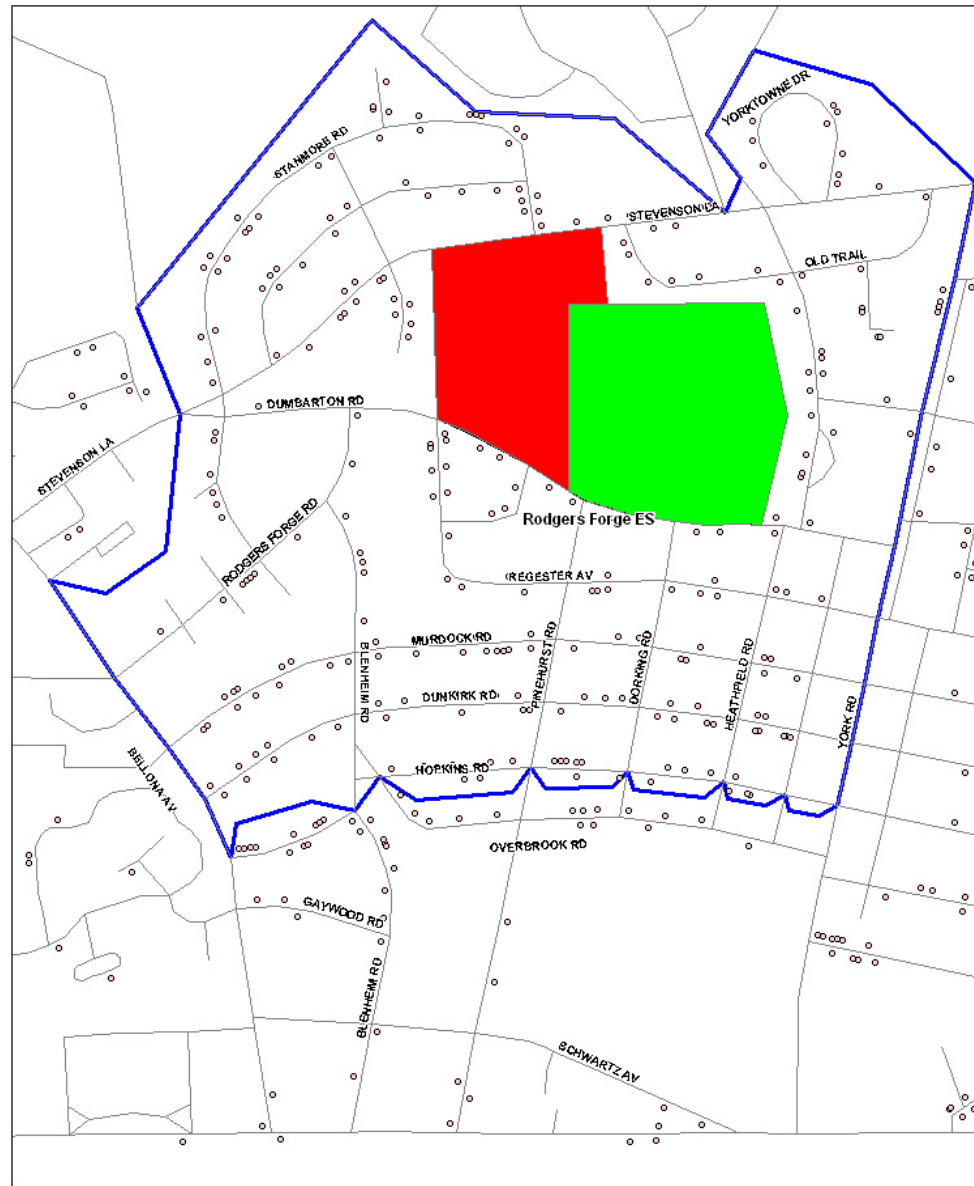 YORKTOWNE DR
STANMORE RD
STEVENSON LA
OLD TRAIL
DUMBARTON RD
STEVENSON LA
Rodgers Forge ES
RODGERS FORGE RD
REGESTER AV
MURDOCK RD
BLENHEIM RD
PINEHURST RD
DORKING RD
HEATHFIELD RD
DUNKIRK RD
YORK RD
HOPKINS RD
BELLONA AV
OVERBROOK RD
GAYWOOD RD
BLENHEIM RD
SCHWARTZ AV